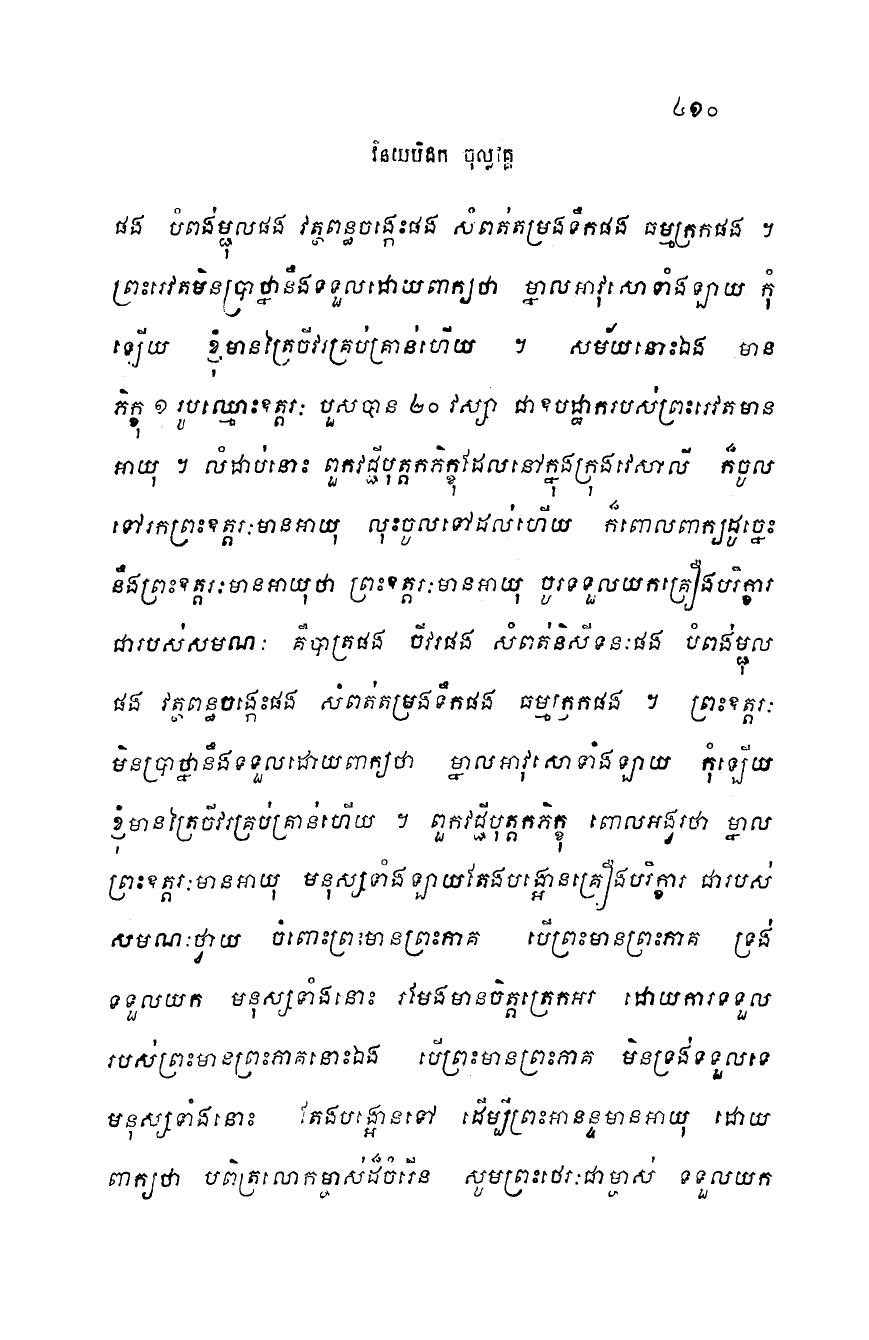 ៤១០
វិនយបិដក ចុល្លវគ្គ
ផង បំពង់ម្ជុលផង វត្ថពន្ធចង្កេះផង សំពត់តម្រងទឹកផង ធម្មក្រកផង ។
ព្រះរេវតមិនប្រាថ្នានឹងទទួលដោយពាក្យថា ម្នាលអាវុសោទាំងឡាយ កុំ
ឡើយ ខ្ញុំមានត្រៃចីវរគ្រប់គ្រាន់ហើយ ។ សម័យនោះឯង មាន
ភិក្ខុ ១ រូបឈ្មោះឧត្តរៈ បួសបាន ២០ វស្សា ជាឧបដ្ឋាករបស់ព្រះរេវតមាន
អាយុ ។ លំដាប់នោះ ពួកវជ្ជីបុត្តកភិក្ខុដែលនៅក្នុងក្រុងវេសាលី ក៏ចូល
ទៅរកព្រះឧត្តរៈមានអាយុ លុះចូលទៅដល់ហើយ ក៏ពោលពាក្យដូច្នេះ
នឹងព្រះឧត្តរៈមានអាយុថា ព្រះឧត្តរៈមានអាយុ ចូរទទួលយកគ្រឿងបរិក្ខារ
ជារបស់សមណៈ គឺបាត្រផង ចីវរផង សំពត់និសីទនៈផង បំពង់ម្ជុល
ផង វត្ថពន្ធចង្កេះផង សំពត់តម្រងទឹកផង ធម្មក្រកផង ។ ព្រះឧត្តរៈ
មិនប្រាថ្នានឹងទទួលដោយពាក្យថា ម្នាលអាវុសោទាំងឡាយ កុំឡើយ
ខ្ញុំមានត្រៃចីវរគ្រប់គ្រាន់ហើយ ។ ពួកវជ្ជីបុត្តកភិក្ខុ ពោលអង្វរថា ម្នាល
ព្រះឧត្តរៈមានអាយុ មនុស្សទាំងឡាយតែងបង្អោនគ្រឿងបរិក្ខារ ជារបស់
សមណៈថ្វាយ ចំពោះព្រះមានព្រះភាគ បើព្រះមានព្រះភាគ ទ្រង់
ទទួលយក មនុស្សទាំងនោះ រមែងមានចិត្តត្រេកអរ ដោយការទទួល
របស់ព្រះមានព្រះភាគនោះឯង បើព្រះមានព្រះភាគ មិនទ្រង់ទទួលទេ
មនុស្សទាំងនោះ តែងបង្អោនទៅ ដើម្បីព្រះអានន្ទមានអាយុ ដោយ
ពាក្យថា បពិត្រលោកម្ចាស់ដ៏ចំរើន សូមព្រះថេរៈជាម្ចាស់ ទទួលយក